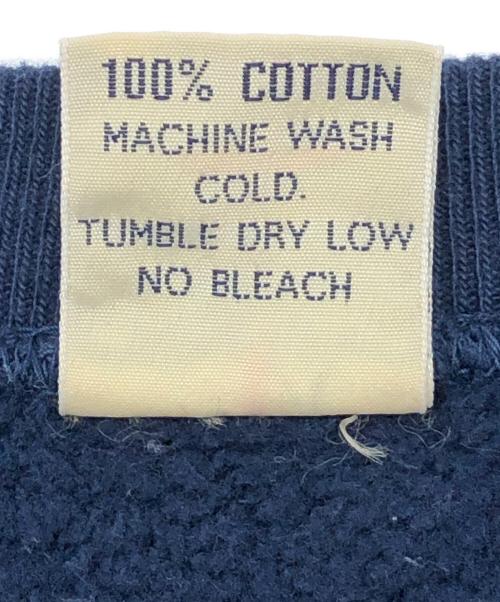 100% COTTON
MACHINE WASH
COLD.
TUMBLE DRY LOW
NO BLEACH